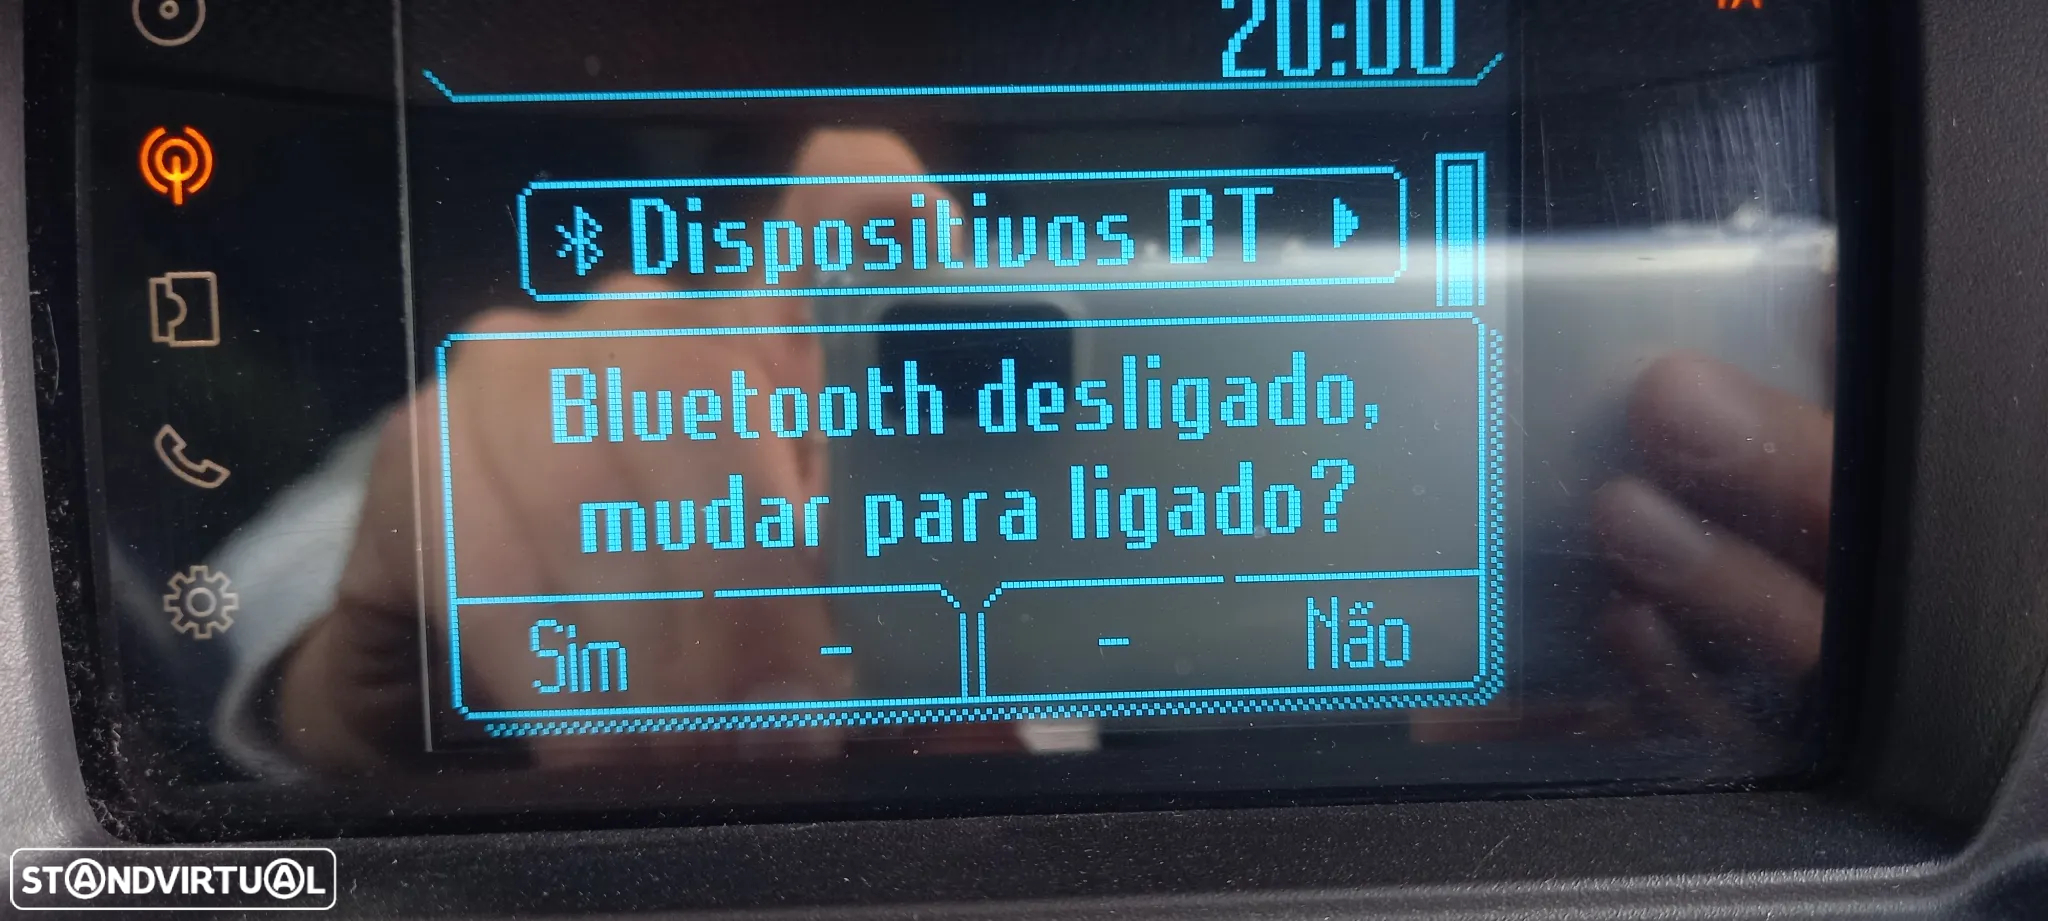 20:00
Dispositivos BT
Bluetooth desligado,
mudar para ligado?
Sim - - Não
STANDVIRTUAL